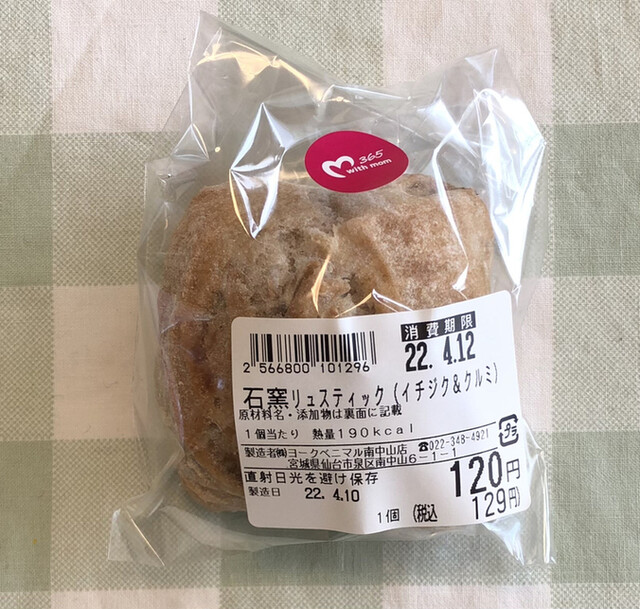 365
with mom
消費期限
22. 4.12
2 566800 101296
石窯リュスティック(イチジク&クルミ)
原材料名・添加物は裏面に記載
1個当たり 熱量190kcal
製造者㈱ヨークベニマル南中山店 ☎022-348-4921
宮城県仙台市泉区南中山6-1-1
プラ
直射日光を避け保存
製造日 22. 4.10
120円
1個 (税込 129円)